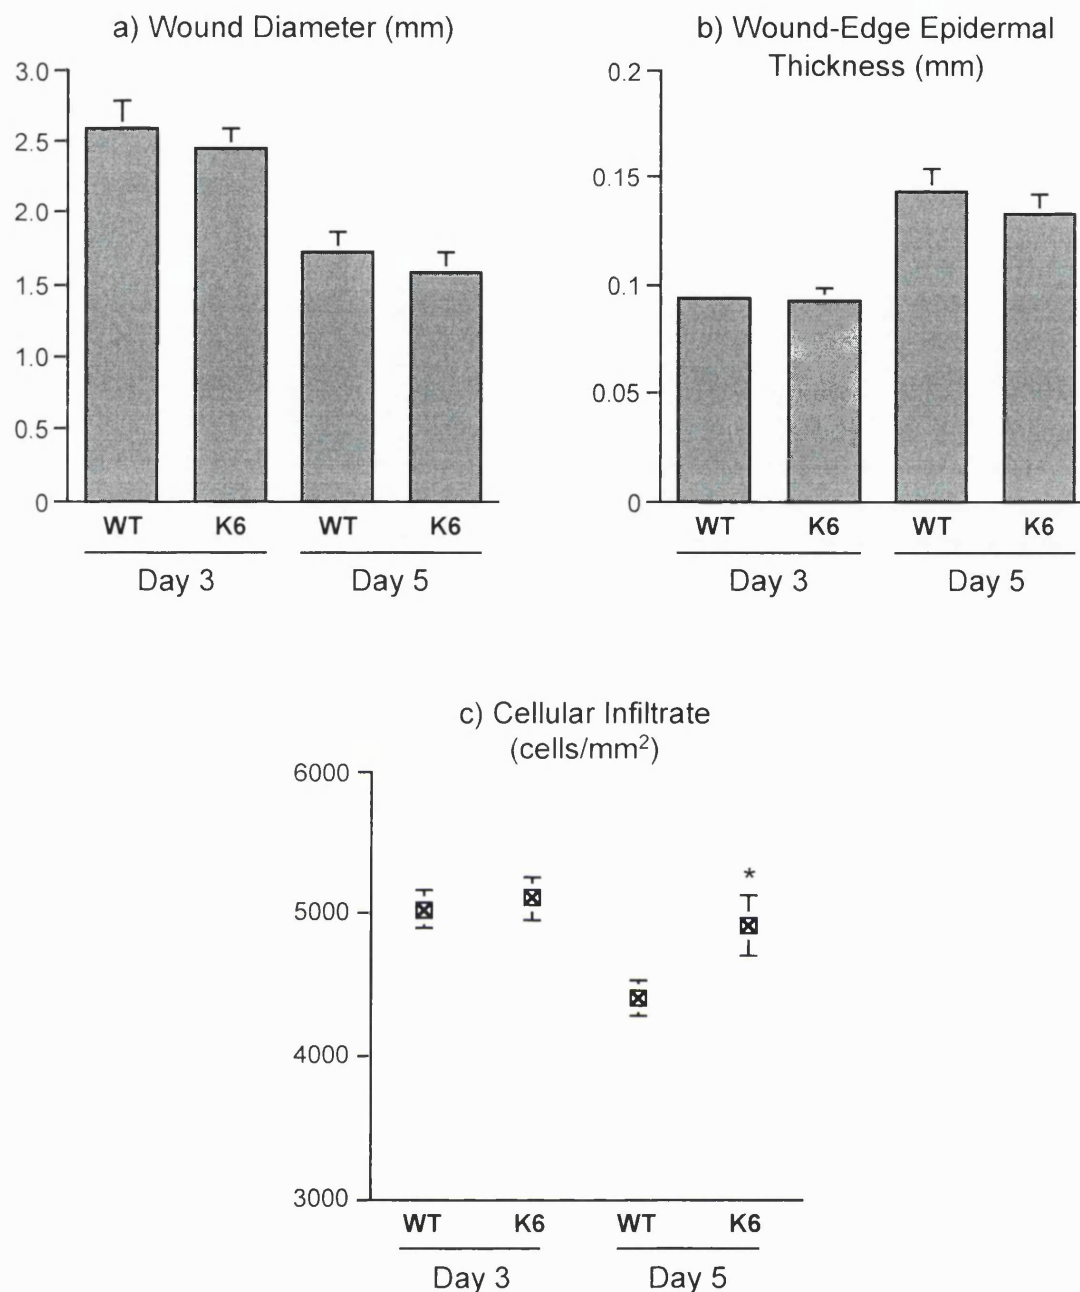 a) Wound Diameter (mm)
3.0
2.5
2.0
1.5
1.0
0.5
0
WT K6 WT K6
Day 3 Day 5
b) Wound-Edge Epidermal
Thickness (mm)
0.2
0.15
0.1
0.05
0
WT K6 WT K6
Day 3 Day 5
c) Cellular Infiltrate
(cells/mm²)
6000
5000
4000
3000
*
WT K6 WT K6
Day 3 Day 5